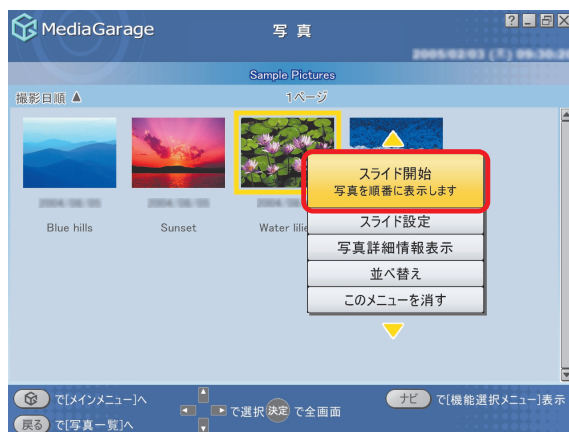 MediaGarage
写 真
Sample Pictures
撮影日順 ▲
1ページ
Blue hills
Sunset
Water lilie
スライド開始
写真を順番に表示します
スライド設定
写真詳細情報表示
並べ替え
このメニューを消す
で[メインメニュー]へ
戻る で[写真一覧]へ
で選択 決定 で全画面
ナビ で[機能選択メニュー]表示